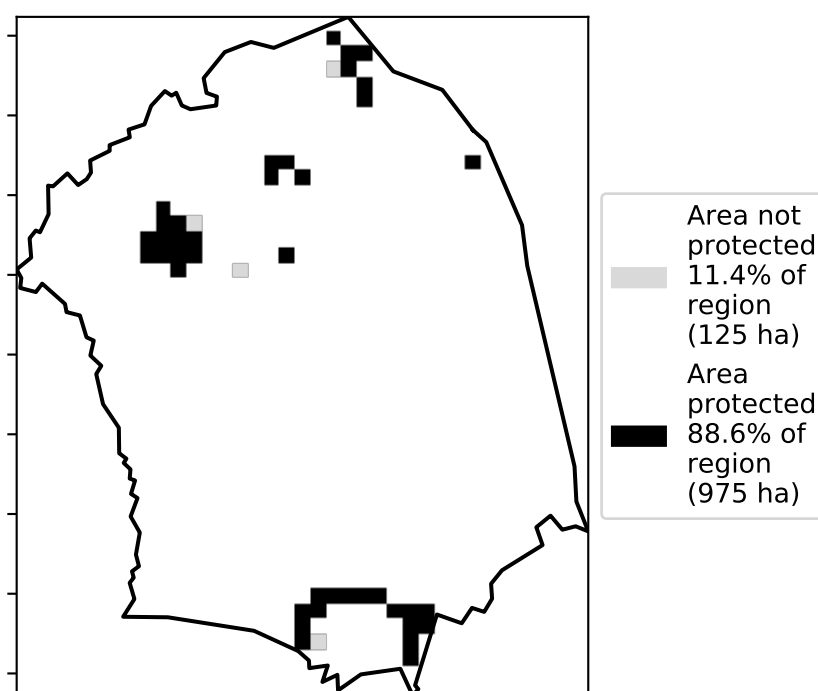 Area not
protected
11.4% of
region
(125 ha)
Area
protected
88.6% of
region
(975 ha)